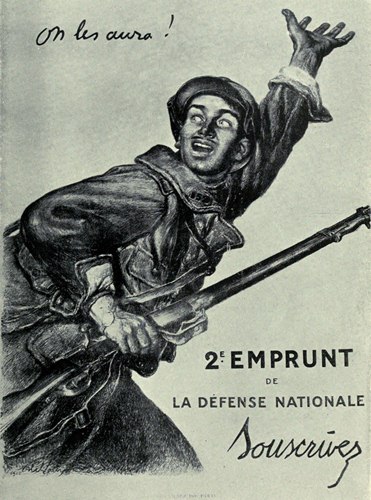 On les aura !
2E EMPRUNT
DE
LA DÉFENSE NATIONALE
Souscrivez